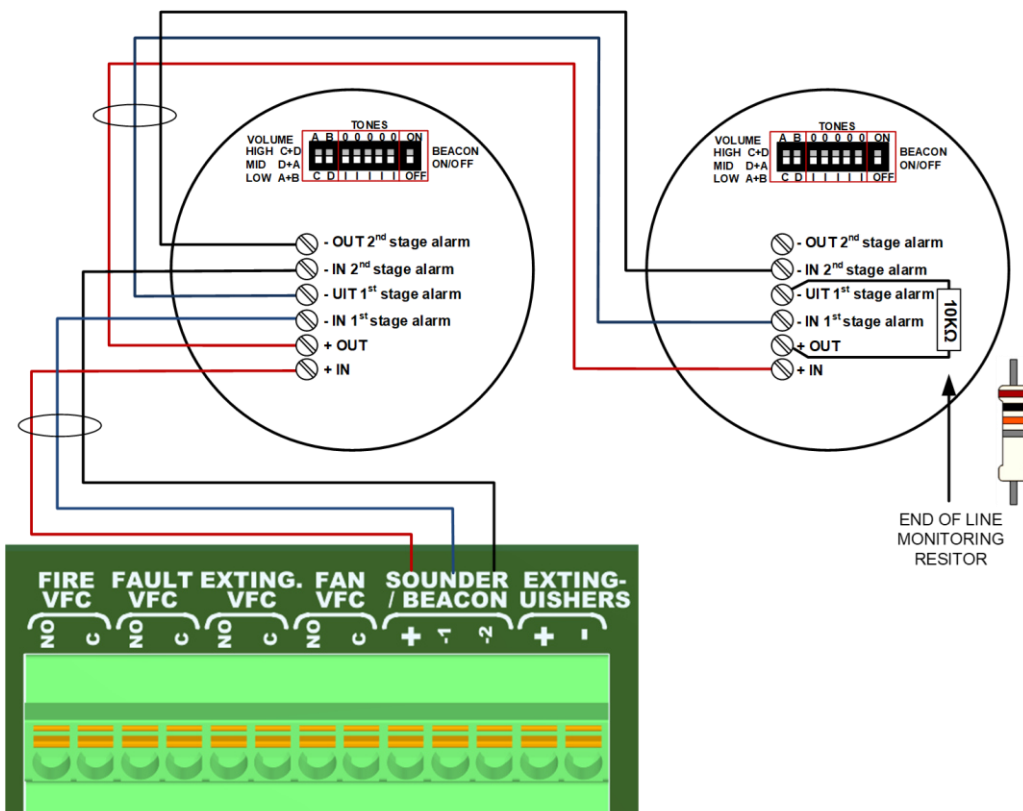 TONES
VOLUME A B 0 0 0 0 0 ON
HIGH C+D BEACON
MID D+A ON/OFF
LOW A+B C D I I I I I OFF
- OUT 2nd stage alarm
- IN 2nd stage alarm
- UIT 1st stage alarm
- IN 1st stage alarm
+ OUT
+ IN
TONES
VOLUME A B 0 0 0 0 0 ON
HIGH C+D BEACON
MID D+A ON/OFF
LOW A+B C D I I I I I OFF
- OUT 2nd stage alarm
- IN 2nd stage alarm
- UIT 1st stage alarm
- IN 1st stage alarm
+ OUT
+ IN
10KΩ
END OF LINE
MONITORING
RESITOR
FIRE FAULT EXTING. FAN SOUNDER EXTING-
VFC VFC VFC VFC / BEACON UISHERS
NO C NO C NO C NO C + -1 -2 + -